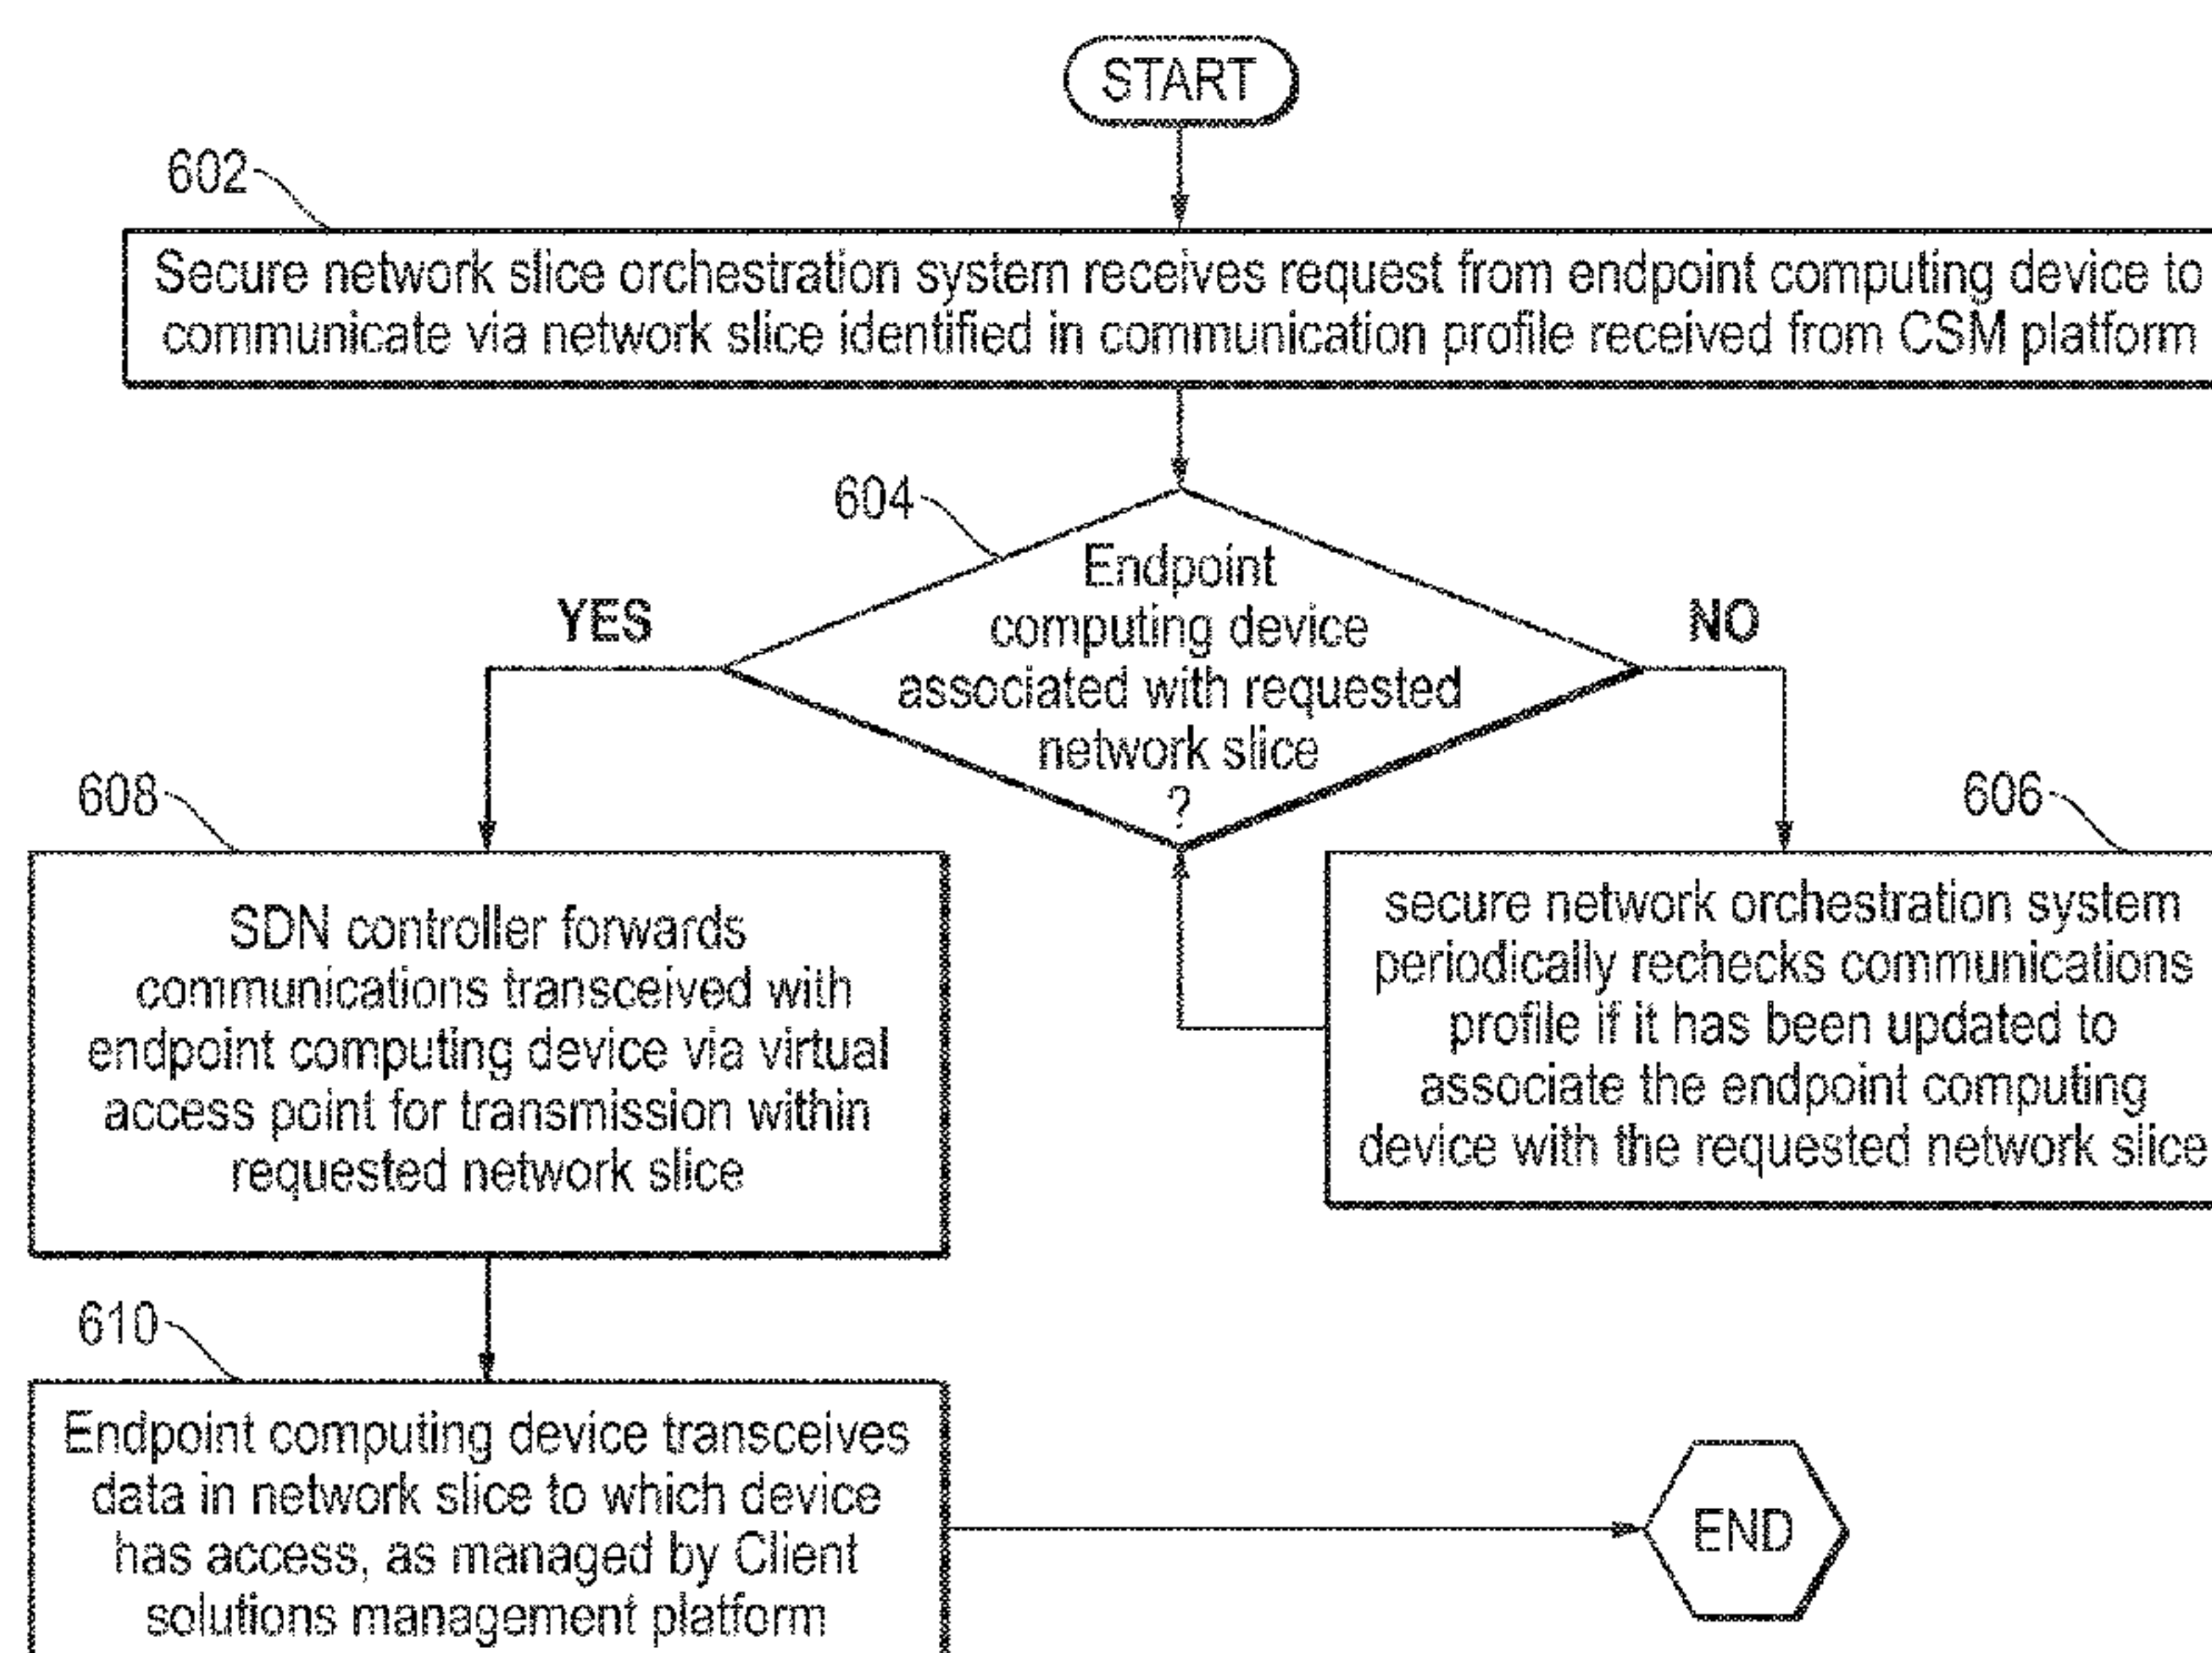 START
602
Secure network slice orchestration system receives request from endpoint computing device to
communicate via network slice identified in communication profile received from CSM platform
604
Endpoint
computing device
associated with requested
network slice
?
YES
NO
608
SDN controller forwards
communications transceived with
endpoint computing device via virtual
access point for transmission within
requested network slice
606
secure network orchestration system
periodically rechecks communications
profile if it has been updated to
associate the endpoint computing
device with the requested network slice
610
Endpoint computing device transceives
data in network slice to which device
has access, as managed by Client
solutions management platform
END